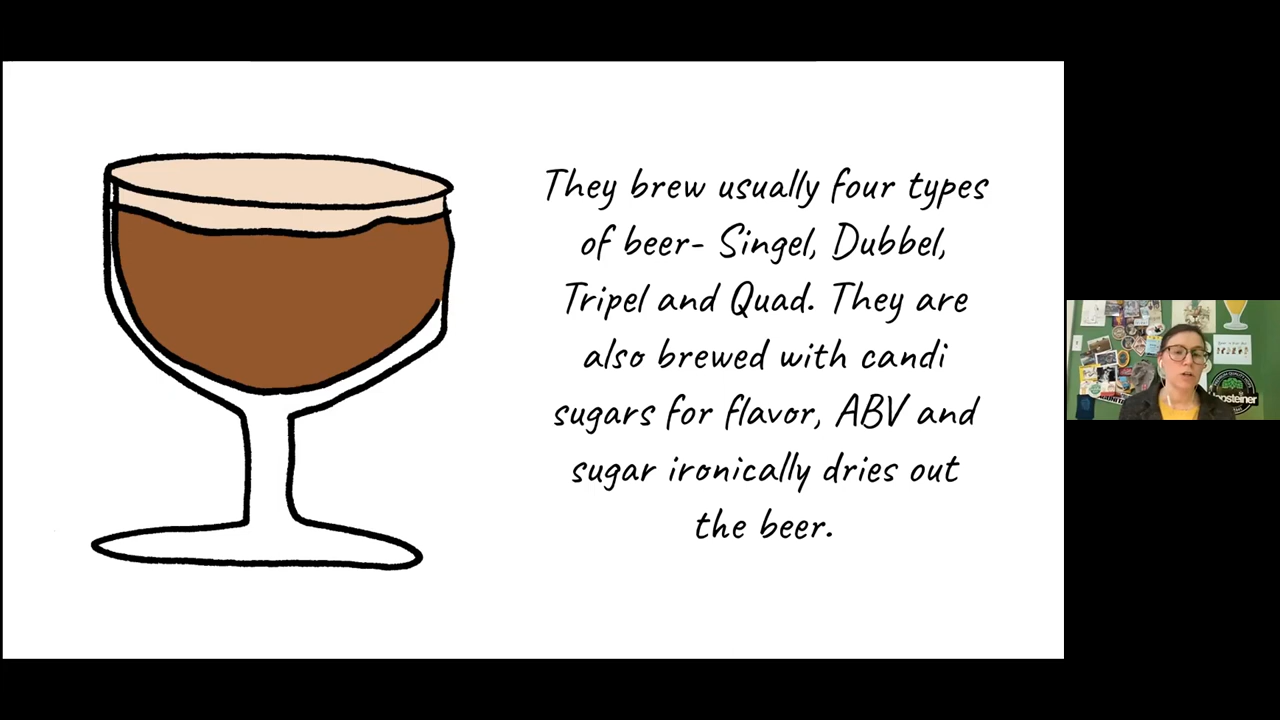 They brew usually four types
of beer- Singel, Dubbel,
Tripel and Quad. They are
also brewed with candi
sugars for flavor, ABV and
sugar ironically dries out
the beer.